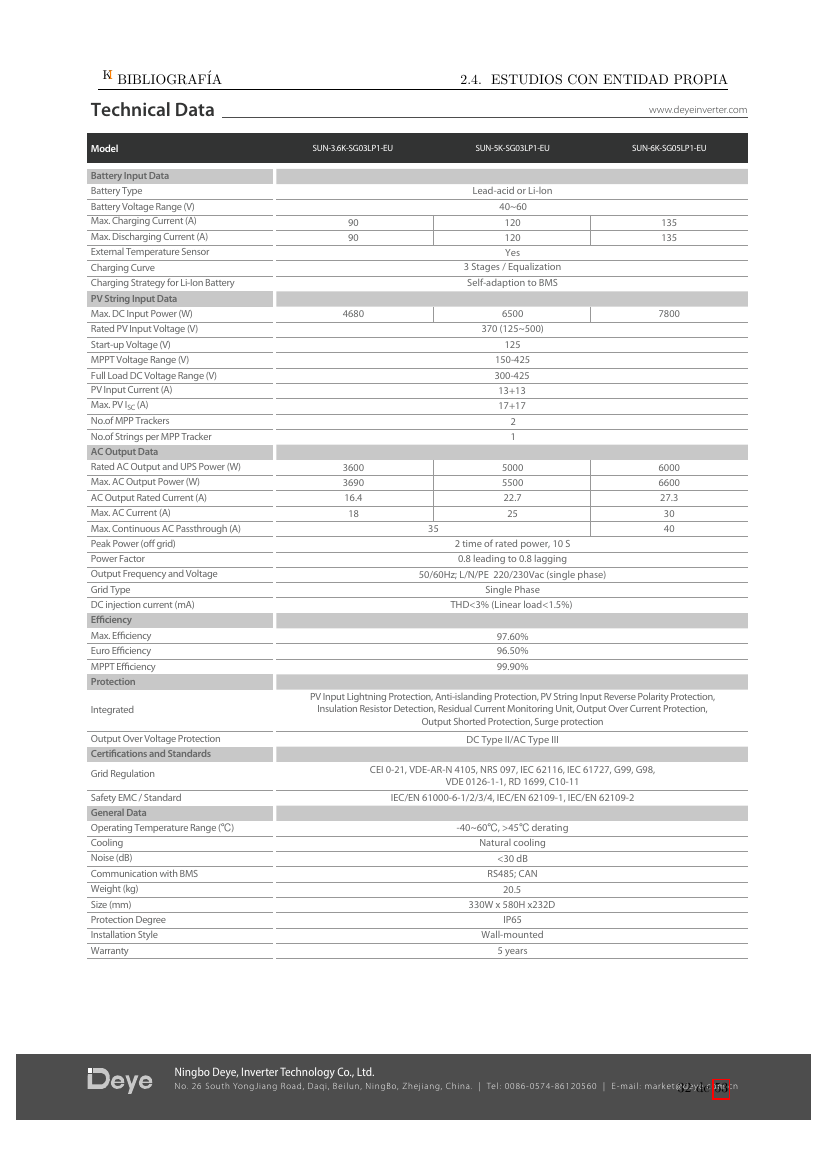 BIBLIOGRAFÍA 2.4. ESTUDIOS CON ENTIDAD PROPIA
Technical Data www.deyeinverter.com
Model SUN-3.6K-SG03LP1-EU SUN-5K-SG03LP1-EU SUN-6K-SG05LP1-EU
Battery Input Data
Battery Type Lead-acid or Li-lon
Battery Voltage Range (V) 40~60
Max. Charging Current (A) 90 120 135
Max. Discharging Current (A) 90 120 135
External Temperature Sensor Yes
Charging Curve 3 Stages / Equalization
Charging Strategy for Li-Ion Battery Self-adaption to BMS
PV String Input Data
Max. DC Input Power (W) 4680 6500 7800
Rated PV Input Voltage (V) 370 (125~500)
Start-up Voltage (V) 125
MPPT Voltage Range (V) 150-425
Full Load DC Voltage Range (V) 300-425
PV Input Current (A) 13+13
Max. PV ISC (A) 17+17
No.of MPP Trackers 2
No.of Strings per MPP Tracker 1
AC Output Data
Rated AC Output and UPS Power (W) 3600 5000 6000
Max. AC Output Power (W) 3690 5500 6600
AC Output Rated Current (A) 16.4 22.7 27.3
Max. AC Current (A) 18 25 30
Max. Continuous AC Passthrough (A) 35 40
Peak Power (off grid) 2 time of rated power, 10 S
Power Factor 0.8 leading to 0.8 lagging
Output Frequency and Voltage 50/60Hz; L/N/PE 220/230Vac (single phase)
Grid Type Single Phase
DC injection current (mA) THD<3% (Linear load<1.5%)
Efficiency
Max. Efficiency 97.60%
Euro Efficiency 96.50%
MPPT Efficiency 99.90%
Protection
Integrated PV Input Lightning Protection, Anti-islanding Protection, PV String Input Reverse Polarity Protection,
Insulation Resistor Detection, Residual Current Monitoring Unit, Output Over Current Protection,
Output Shorted Protection, Surge protection
Output Over Voltage Protection DC Type II/AC Type III
Certifications and Standards
Grid Regulation CEI 0-21, VDE-AR-N 4105, NRS 097, IEC 62116, IEC 61727, G99, G98,
VDE 0126-1-1, RD 1699, C10-11
Safety EMC / Standard IEC/EN 61000-6-1/2/3/4, IEC/EN 62109-1, IEC/EN 62109-2
General Data
Operating Temperature Range (℃) -40~60℃, >45℃ derating
Cooling Natural cooling
Noise (dB) <30 dB
Communication with BMS RS485; CAN
Weight (kg) 20.5
Size (mm) 330W x 580H x232D
Protection Degree IP65
Installation Style Wall-mounted
Warranty 5 years
Deye
Ningbo Deye, Inverter Technology Co., Ltd.
No. 26 South YongJiang Road, Daqi, Beilun, NingBo, Zhejiang, China. | Tel: 0086-0574-86120560 | E-mail: